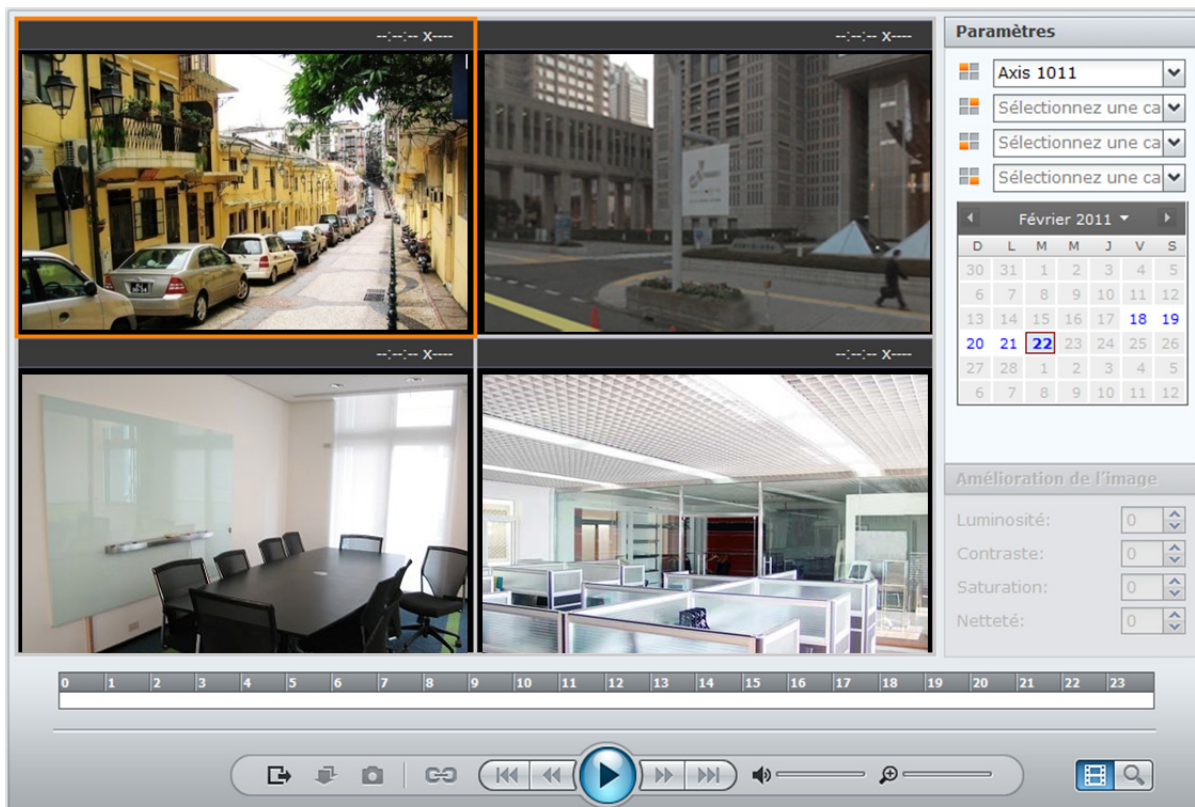 --:--:-- X----
--:--:-- X----
--:--:-- X----
--:--:-- X----
Paramètres
Axis 1011
Sélectionnez une ca
Sélectionnez une ca
Sélectionnez une ca
Février 2011
D L M M J V S
30 31 1 2 3 4 5
6 7 8 9 10 11 12
13 14 15 16 17 18 19
20 21 22 23 24 25 26
27 28 1 2 3 4 5
6 7 8 9 10 11 12
Amélioration de l'image
Luminosité: 0
Contraste: 0
Saturation: 0
Netteté: 0
0 1 2 3 4 5 6 7 8 9 10 11 12 13 14 15 16 17 18 19 20 21 22 23